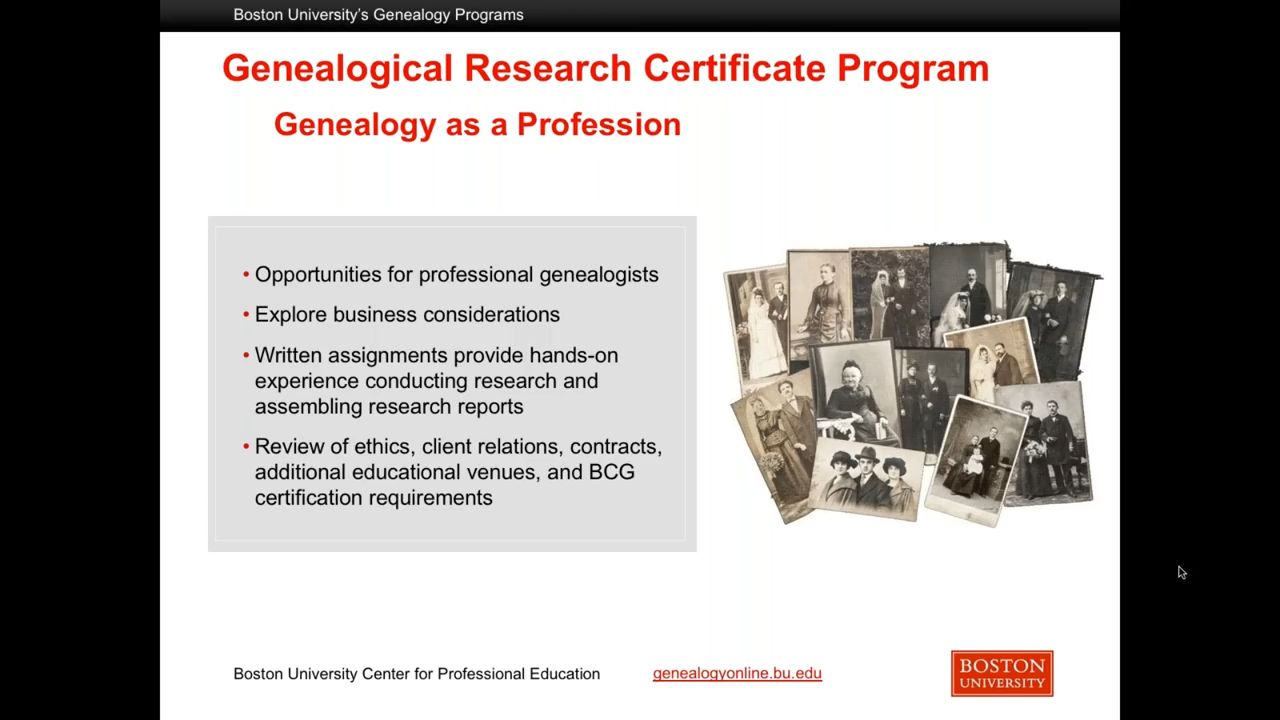 Boston University’s Genealogy Programs
Genealogical Research Certificate Program
Genealogy as a Profession
• Opportunities for professional genealogists
• Explore business considerations
• Written assignments provide hands-on
experience conducting research and
assembling research reports
• Review of ethics, client relations, contracts,
additional educational venues, and BCG
certification requirements
Boston University Center for Professional Education
genealogyonline.bu.edu
BOSTON
UNIVERSITY